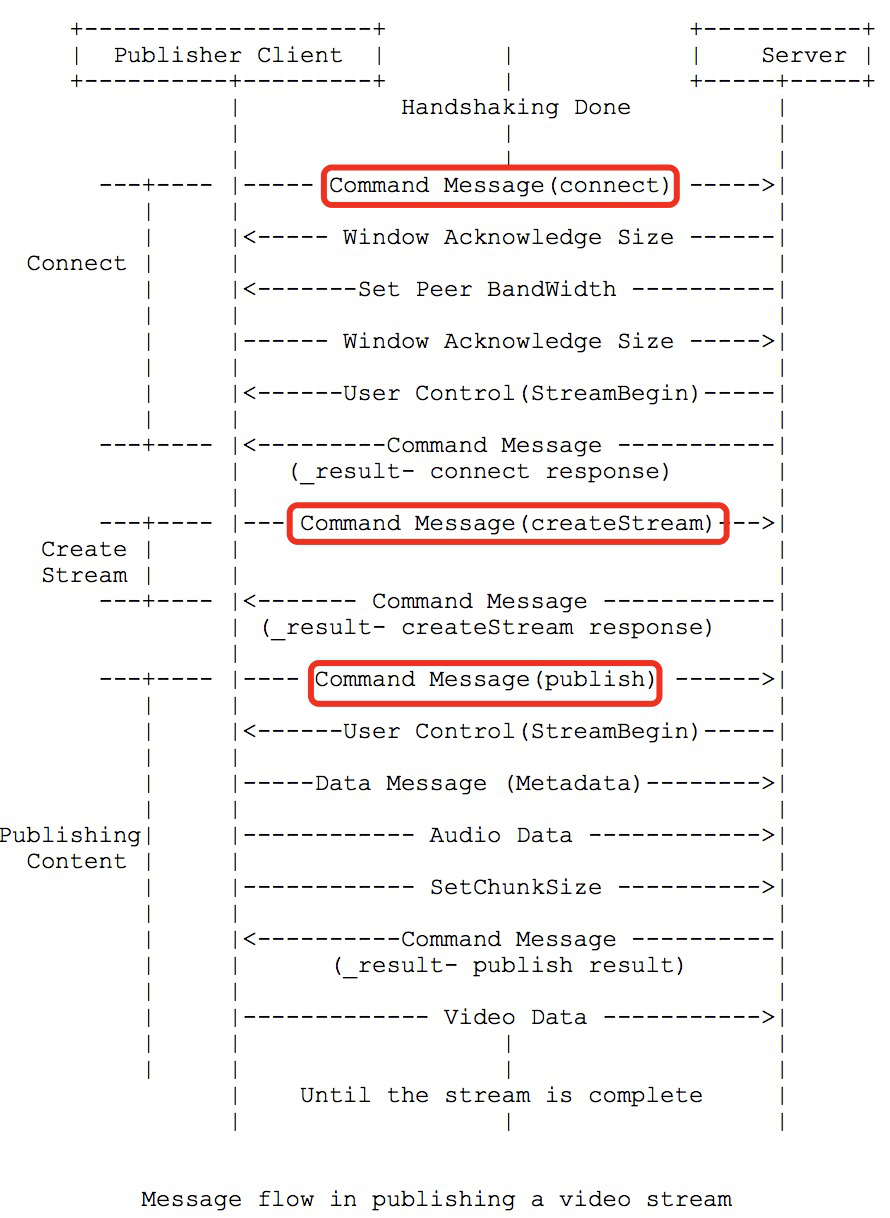 Publisher Client
Server
Handshaking Done
Command Message(connect)
Window Acknowledge Size
Connect
Set Peer BandWidth
Window Acknowledge Size
User Control(StreamBegin)
Command Message
(_result- connect response)
Command Message(createStream)
Create
Stream
Command Message
(_result- createStream response)
Command Message(publish)
User Control(StreamBegin)
Data Message (Metadata)
Publishing
Content
Audio Data
SetChunkSize
Command Message
(_result- publish result)
Video Data
Until the stream is complete
Message flow in publishing a video stream